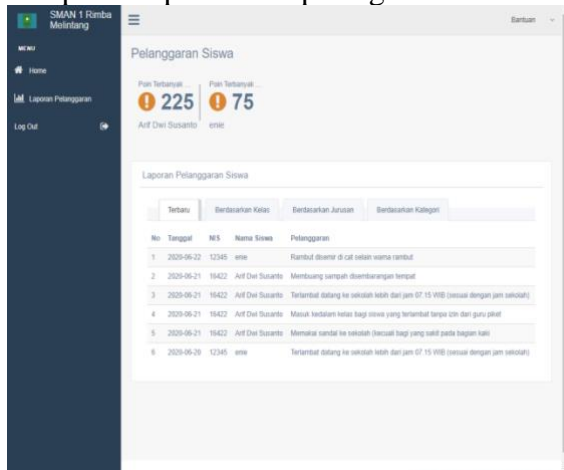 SMAN 1 Rimba
Melintang
Bantuan
MENU
Home
Laporan Pelanggaran
Log Out
Pelanggaran Siswa
Poin Terbanyak ... Poin Terbanyak ...
225 75
Arif Dwi Susanto enie
Laporan Pelanggaran Siswa
Terbaru Berdasarkan Kelas Berdasarkan Jurusan Berdasarkan Kategori
No Tanggal NIS Nama Siswa Pelanggaran
1 2020-06-22 12345 enie Rambut disemir di cat selain warna rambut
2 2020-06-21 16422 Arif Dwi Susanto Membuang sampah disembarangan tempat
3 2020-06-21 16422 Arif Dwi Susanto Terlambat datang ke sekolah lebih dari jam 07.15 WIB (sesuai dengan jam sekolah)
4 2020-06-21 16422 Arif Dwi Susanto Masuk kedalam kelas bagi siswa yang terlambat tanpa izin dari guru piket
5 2020-06-21 16422 Arif Dwi Susanto Memakai sandal ke sekolah (kecuali bagi yang sakit pada bagian kaki
6 2020-06-20 12345 enie Terlambat datang ke sekolah lebih dari jam 07.15 WIB (sesuai dengan jam sekolah)